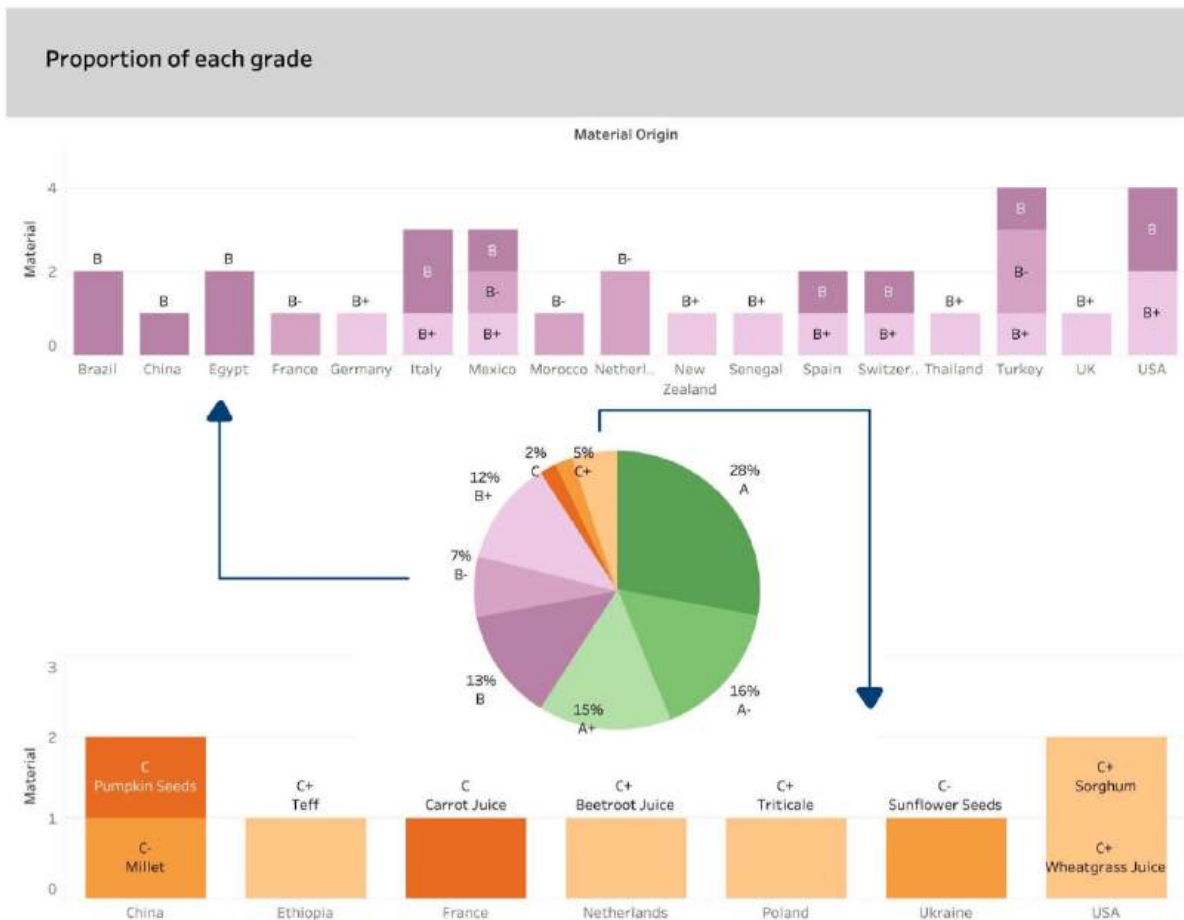 Proportion of each grade
Material Origin
Material
4
2
0
B
B
B
B-
B+
B
B+
B
B-
B+
B-
B-
B+
B+
B
B+
B
B+
B+
B
B-
B+
B+
B
B+
Brazil
China
Egypt
France
Germany
Italy
Mexico
Morocco
Netherl..
New
Zealand
Senegal
Spain
Switzer..
Thailand
Turkey
UK
USA
2%
C
5%
C+
28%
A
12%
B+
7%
B-
13%
B
15%
A+
16%
A-
Material
3
2
1
0
C
Pumpkin Seeds
C-
Millet
C+
Teff
C
Carrot Juice
C+
Beetroot Juice
C+
Triticale
C-
Sunflower Seeds
C+
Sorghum
C+
Wheatgrass Juice
China
Ethiopia
France
Netherlands
Poland
Ukraine
USA